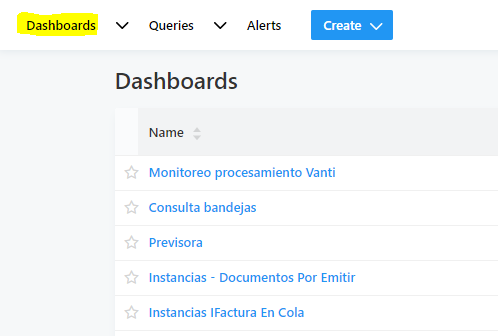 Dashboards Queries Alerts Create
Dashboards
Name
Monitoreo procesamiento Vanti
Consulta bandejas
Previsora
Instancias - Documentos Por Emitir
Instancias IFactura En Cola